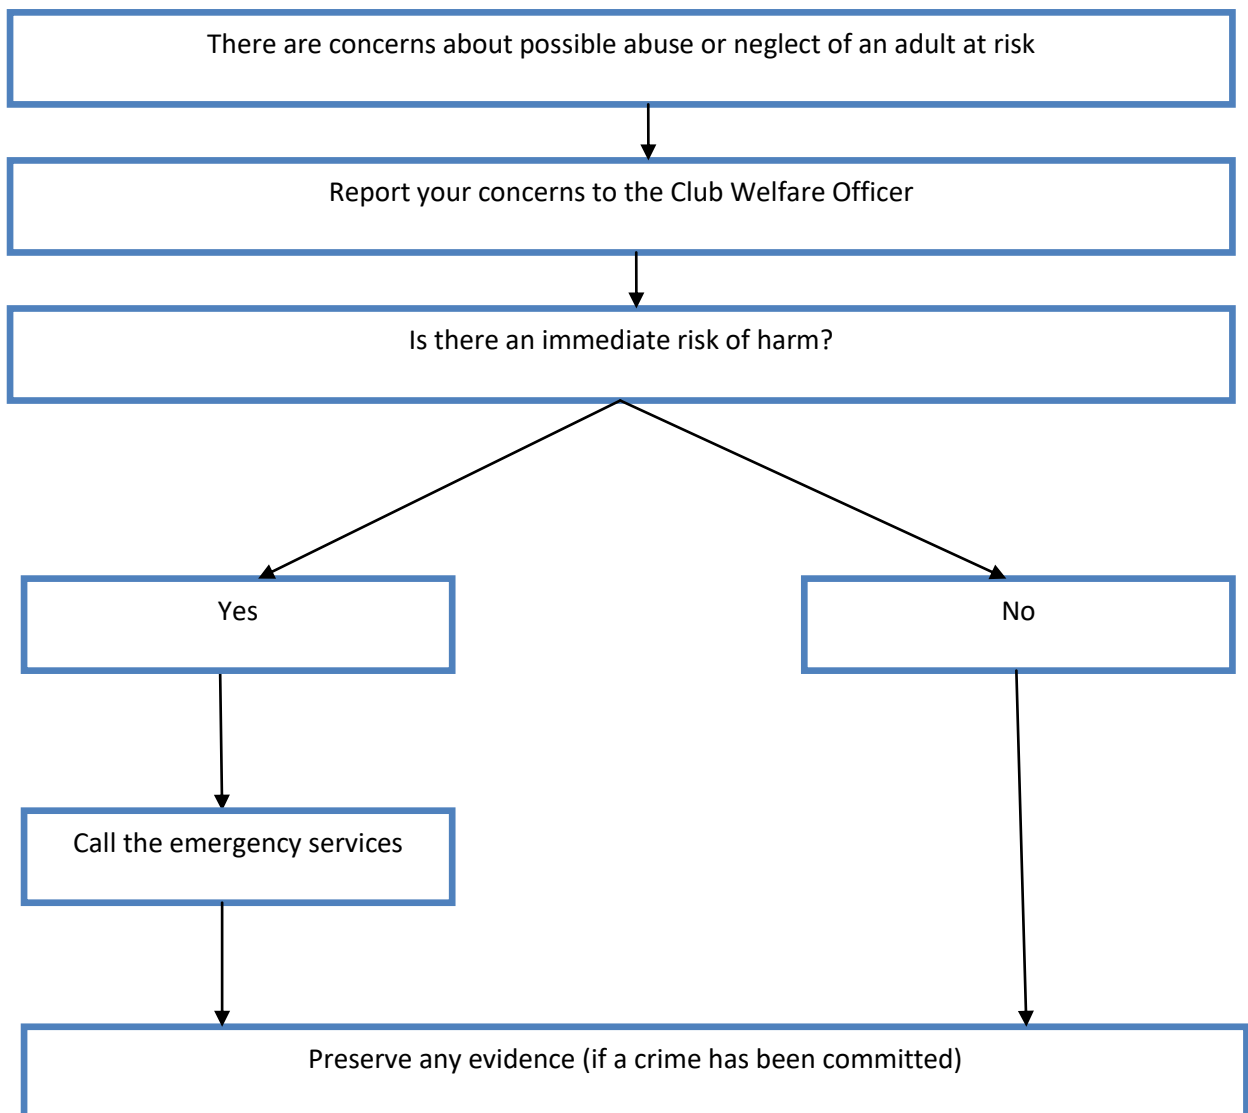 There are concerns about possible abuse or neglect of an adult at risk
Report your concerns to the Club Welfare Officer
Is there an immediate risk of harm?
Yes
No
Call the emergency services
Preserve any evidence (if a crime has been committed)